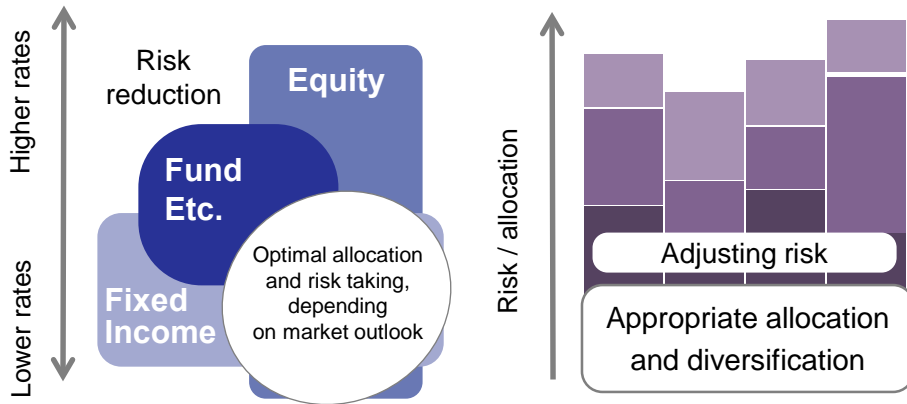 Higher rates
Lower rates
Risk
reduction
Equity
Fund
Etc.
Fixed
Income
Optimal allocation
and risk taking,
depending
on market outlook
Risk / allocation
Adjusting risk
Appropriate allocation
and diversification